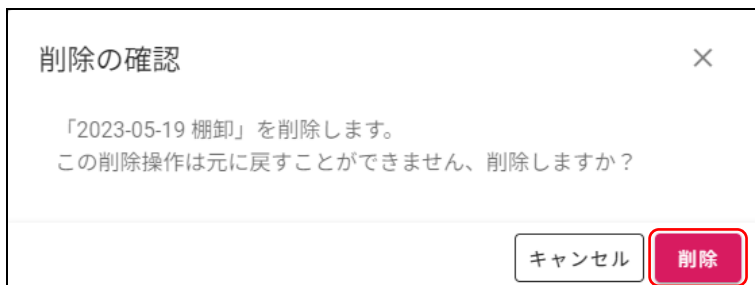 削除の確認
「2023-05-19 棚卸」を削除します。
この削除操作は元に戻すことができません、削除しますか？
キャンセル 削除